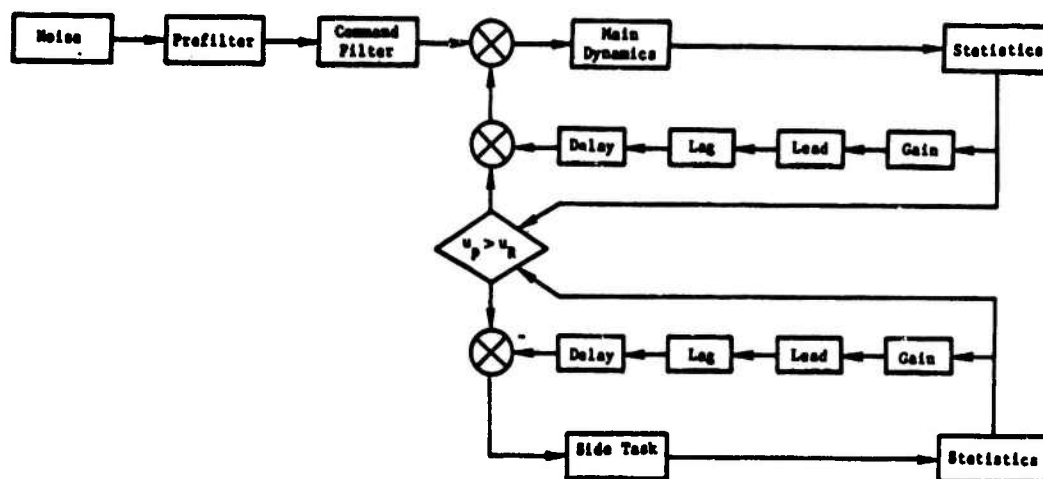 Noise
Prefilter
Command
Filter
Main
Dynamics
Statistics
Delay
Lag
Lead
Gain
u_p > u_R
-
Delay
Lag
Lead
Gain
Side Task
Statistics